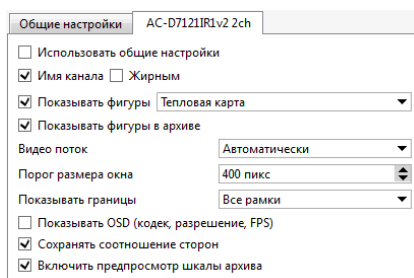 Общие настройки AC-D7121IR1v2 2ch
Использовать общие настройки
Имя канала Жирным
Показывать фигуры Тепловая карта
Показывать фигуры в архиве
Видео поток Автоматически
Порог размера окна 400 пикс
Показывать границы Все рамки
Показывать OSD (кодек, разрешение, FPS)
Сохранять соотношение сторон
Включить предпросмотр шкалы архива